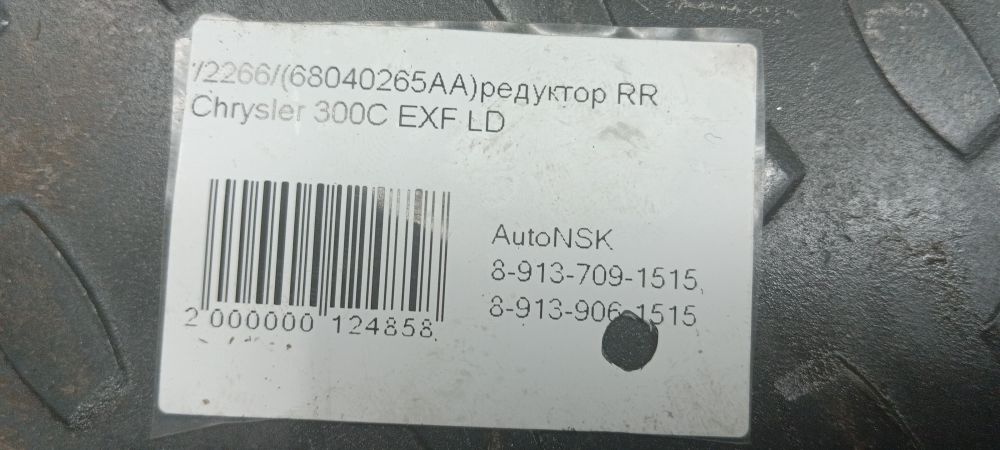 '/2266/(68040265AA)редуктор RR
Chrysler 300C EXF LD
AutoNSK
8-913-709-1515,
8-913-906-1515
2 000000 124858